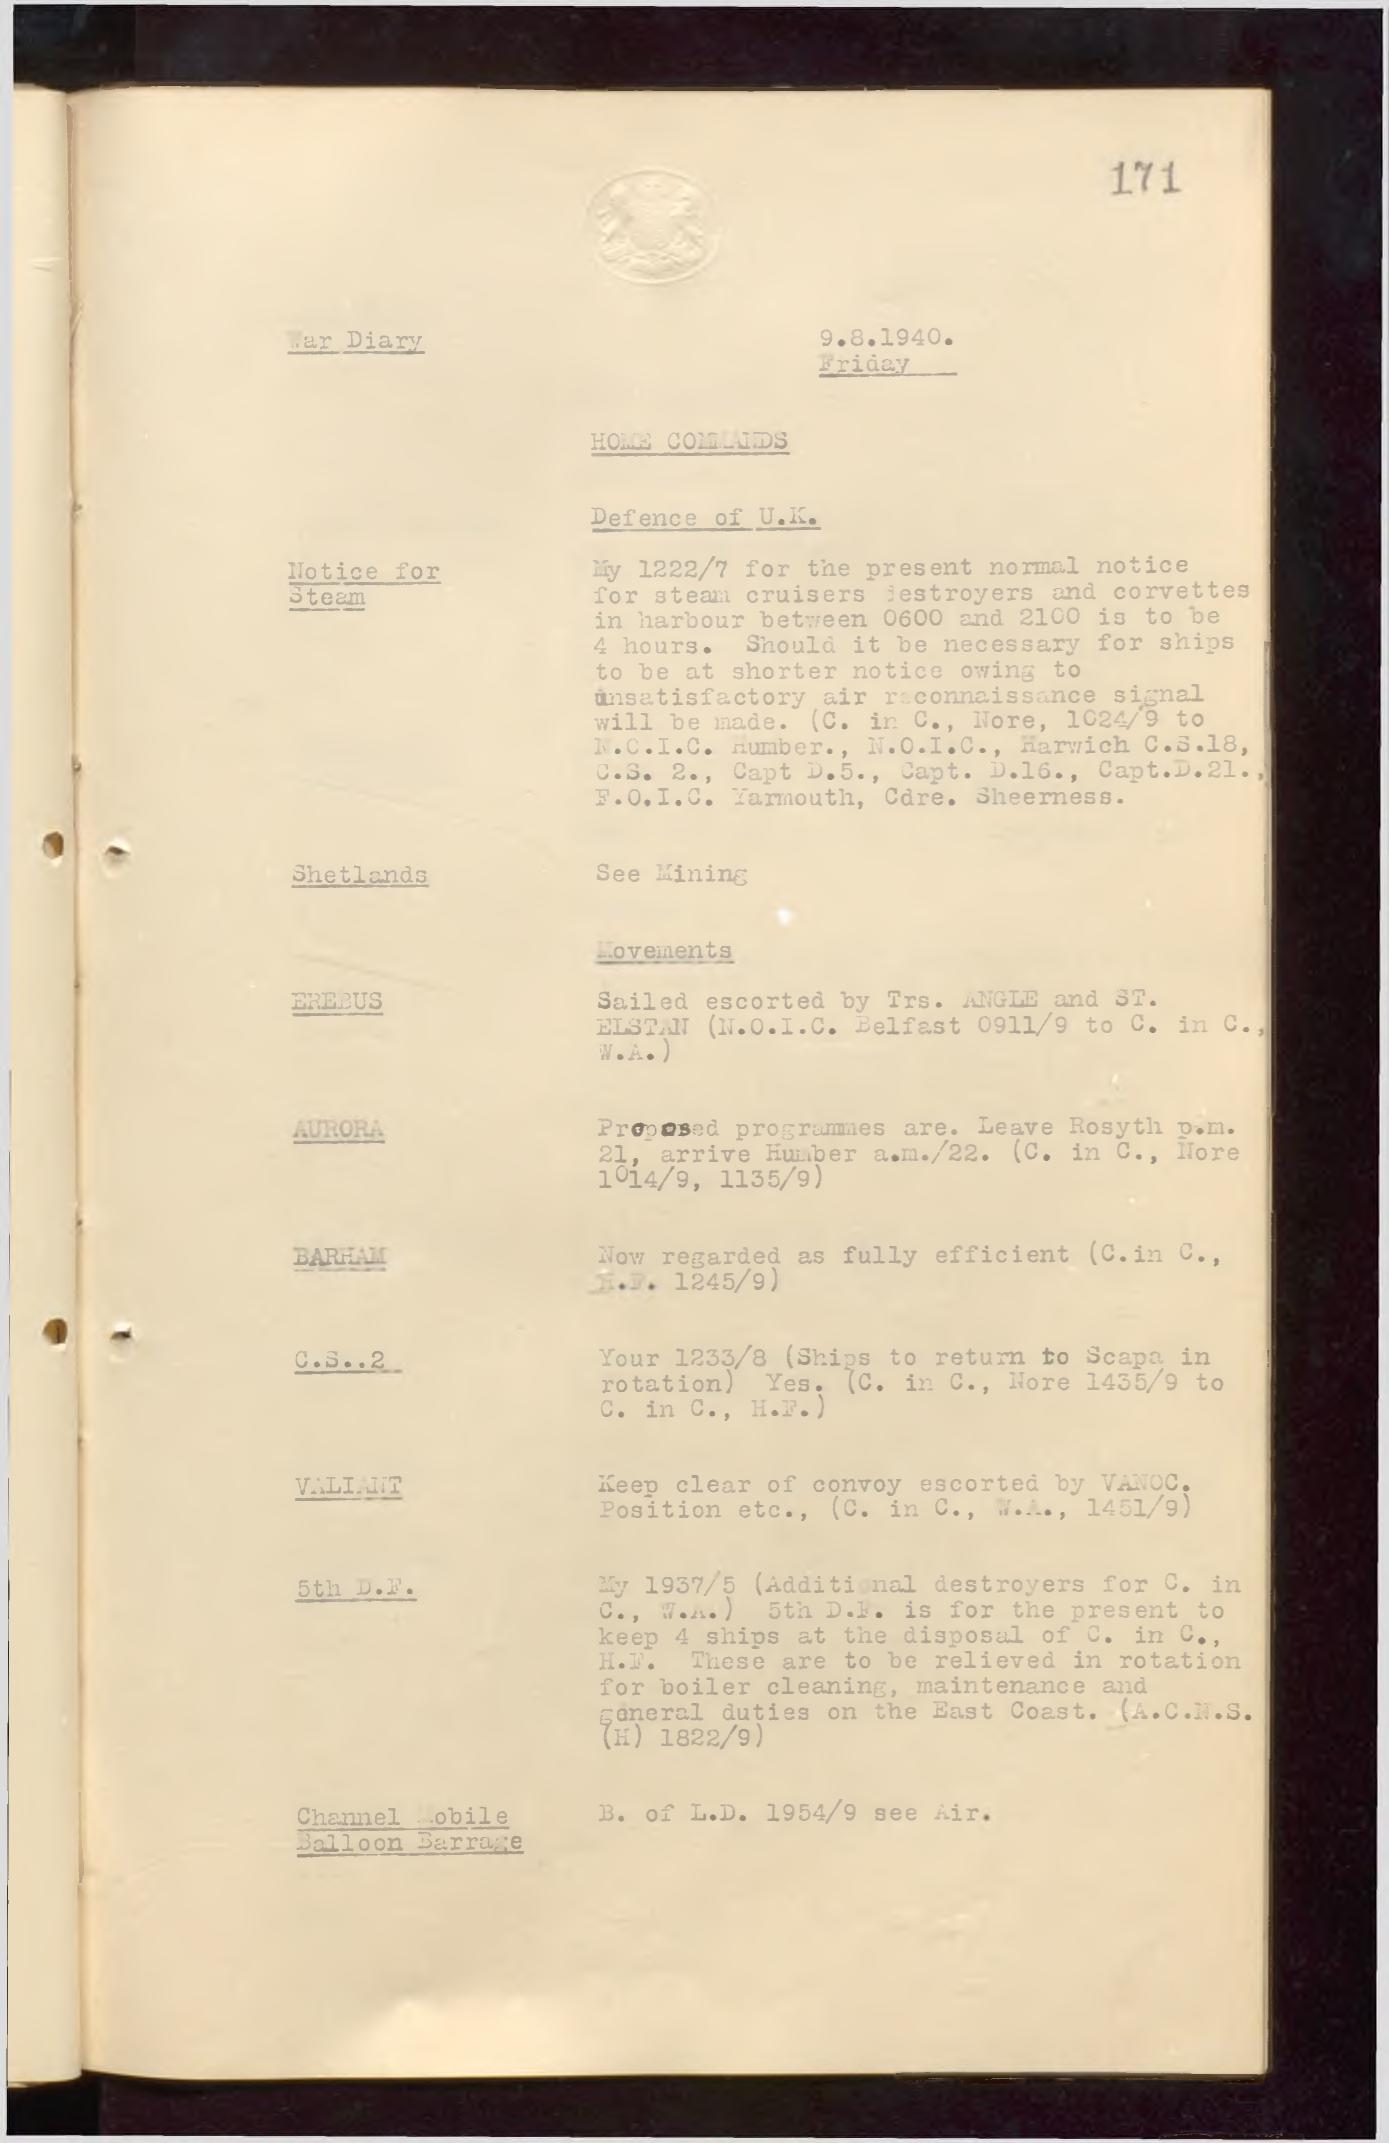 171
War Diary 9.8.1940.
Friday
HOME COMMANDS
Defence of U.K.
Notice for My 1222/7 for the present normal notice
Steam for steam cruisers destroyers and corvettes
in harbour between 0600 and 2100 is to be
4 hours. Should it be necessary for ships
to be at shorter notice owing to
unsatisfactory air reconnaissance signal
will be made. (C. in C., Nore, 1024/9 to
N.O.I.C. Humber., N.O.I.C., Harwich C.S.18,
C.S. 2., Capt D.5., Capt. D.16., Capt.D.21.,
F.O.I.C. Yarmouth, Cdre. Sheerness.
Shetlands See Mining
Movements
EREBUS Sailed escorted by Trs. ANGLE and ST.
ELSTAN (N.O.I.C. Belfast 0911/9 to C. in C.,
W.A.)
AURORA Proposed programmes are. Leave Rosyth p.m.
21, arrive Humber a.m./22. (C. in C., Nore
1014/9, 1135/9)
BARHAM Now regarded as fully efficient (C.in C.,
H.F. 1245/9)
C.S..2 Your 1233/8 (Ships to return to Scapa in
rotation) Yes. (C. in C., Nore 1435/9 to
C. in C., H.F.)
VALIANT Keep clear of convoy escorted by VANOC.
Position etc., (C. in C., W.A., 1451/9)
5th D.F. My 1937/5 (Additional destroyers for C. in
C., W.A.) 5th D.F. is for the present to
keep 4 ships at the disposal of C. in C.,
H.F. These are to be relieved in rotation
for boiler cleaning, maintenance and
general duties on the East Coast. (A.C.N.S.
(H) 1822/9)
Channel Mobile B. of L.D. 1954/9 see Air.
Balloon Barrage